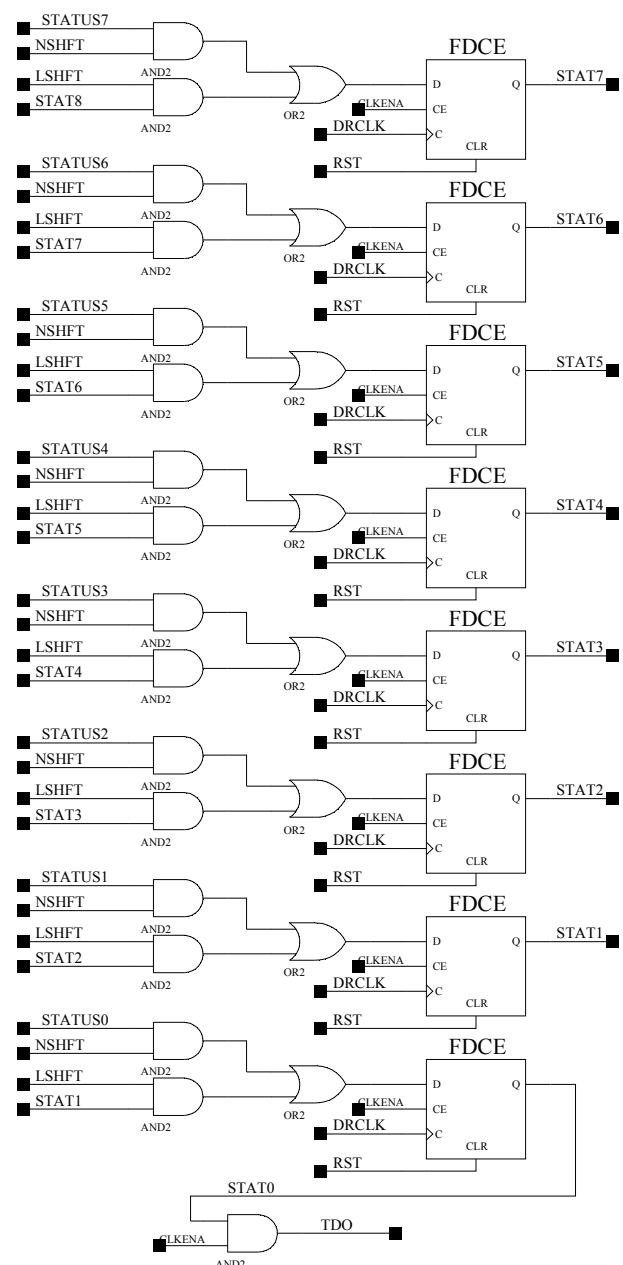 STATUS7
FDCE
NSHFT
AND2
LSHFT
D Q STAT7
STAT8
CLKENA CE
AND2
OR2
DRCLK C
CLR
RST
STATUS6
FDCE
NSHFT
AND2
LSHFT
D Q STAT6
STAT7
CLKENA CE
AND2
OR2
DRCLK C
CLR
RST
STATUS5
FDCE
NSHFT
AND2
LSHFT
D Q STAT5
STAT6
CLKENA CE
AND2
OR2
DRCLK C
CLR
RST
STATUS4
FDCE
NSHFT
AND2
LSHFT
D Q STAT4
STAT5
CLKENA CE
AND2
OR2
DRCLK C
CLR
RST
STATUS3
FDCE
NSHFT
AND2
LSHFT
D Q STAT3
STAT4
CLKENA CE
AND2
OR2
DRCLK C
CLR
RST
STATUS2
FDCE
NSHFT
AND2
LSHFT
D Q STAT2
STAT3
CLKENA CE
AND2
OR2
DRCLK C
CLR
RST
STATUS1
FDCE
NSHFT
AND2
LSHFT
D Q STAT1
STAT2
CLKENA CE
AND2
OR2
DRCLK C
CLR
RST
STATUS0
FDCE
NSHFT
AND2
LSHFT
D Q
STAT1
CLKENA CE
AND2
OR2
DRCLK C
CLR
RST
STAT0
TDO
CLKENA
AND2